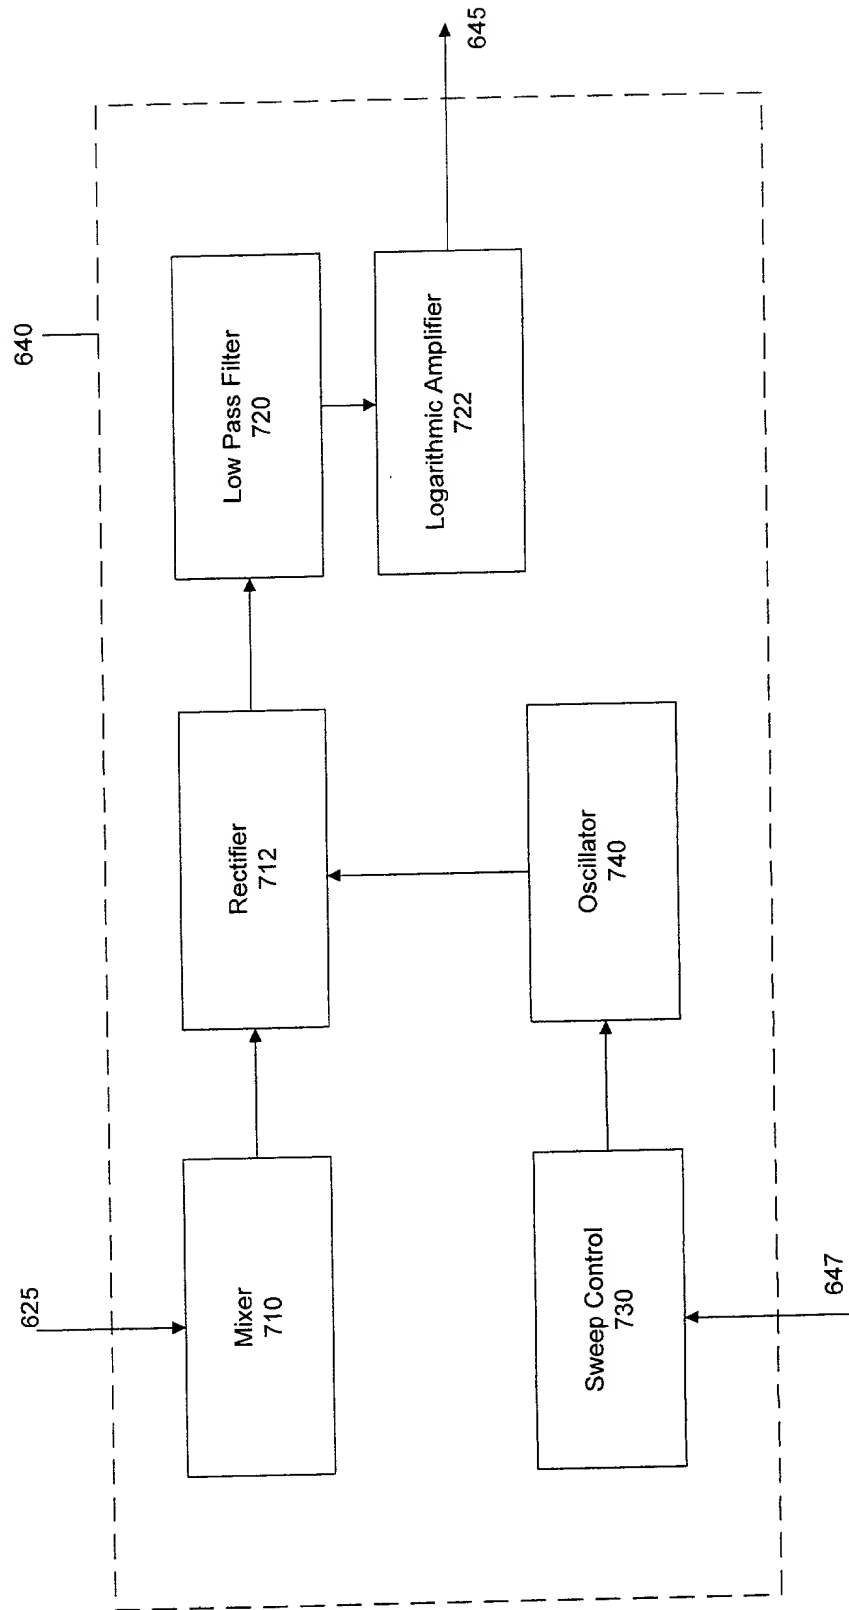 640
645
625
647
Mixer
710
Rectifier
712
Low Pass Filter
720
Logarithmic Amplifier
722
Sweep Control
730
Oscillator
740